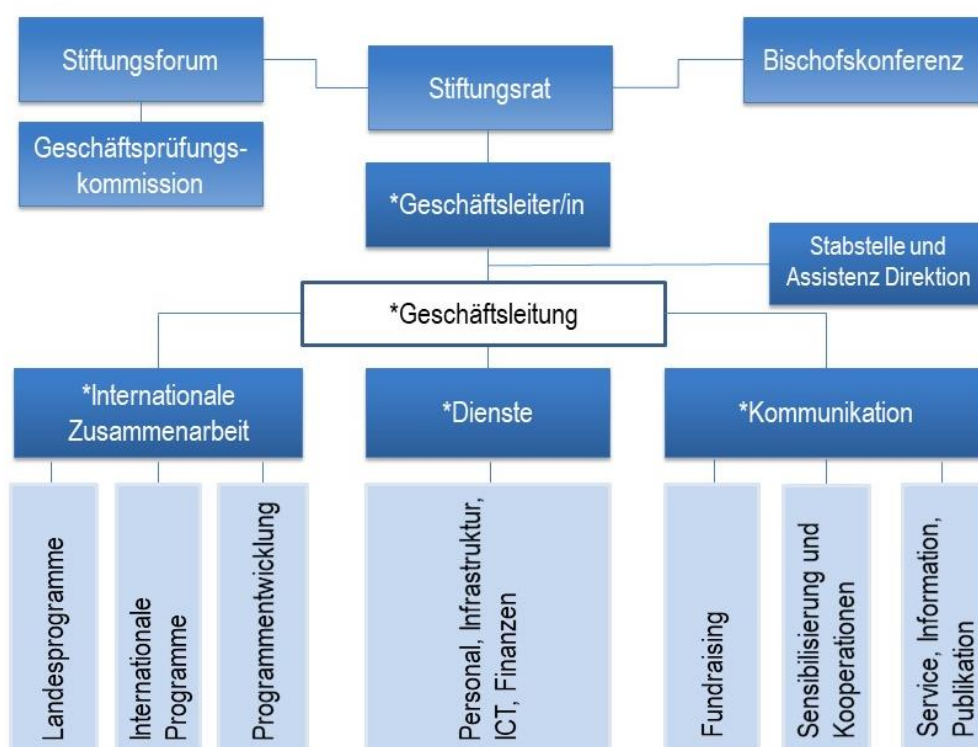 Stiftungsforum
Stiftungsrat
Bischofskonferenz
Geschäftsprüfungs-
kommission
*Geschäftsleiter/in
Stabstelle und
Assistenz Direktion
*Geschäftsleitung
*Internationale
Zusammenarbeit
*Dienste
*Kommunikation
Landesprogramme
Internationale
Programme
Programmentwicklung
Personal, Infrastruktur,
ICT, Finanzen
Fundraising
Sensibilisierung und
Kooperationen
Service, Information,
Publikation